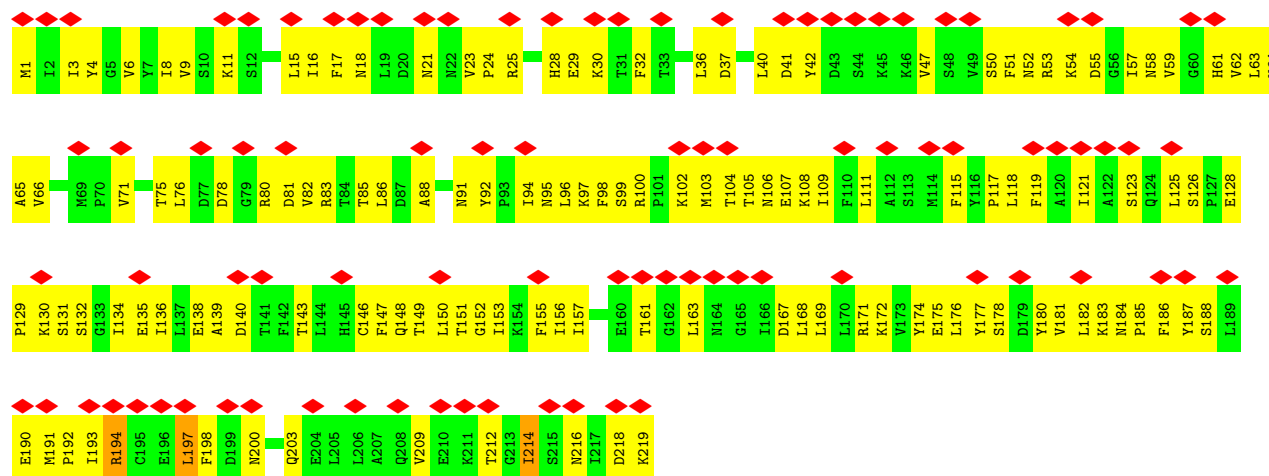 M1 I2 I3 Y4 G5 V6 Y7 I8 V9 S10 K11 S12 L15 I16 F17 N18 L19 D20 N21 N22 V23 P24 R25 H28 E29 K30 T31 F32 T33 L36 D37 L40 D41 Y42 D43 S44 K45 K46 V47 S48 V49 S50 F51 N52 R53 K54 D55 G56 I57 N58 V59 G60 H61 V62 L63
A65 V66 M69 P70 V71 T75 L76 D77 D78 G79 R80 D81 V82 R83 T84 T85 L86 D87 A88 N91 Y92 P93 I94 N95 L96 K97 F98 S99 R100 P101 K102 M103 T104 T105 N106 E107 K108 I109 F110 L111 A112 S113 M114 F115 Y116 P117 L118 F119 A120 I121 A122 S123 Q124 L125 S126 P127 E128
P129 K130 S131 S132 G133 I134 E135 I136 L137 E138 A139 D140 T141 F142 T143 L144 H145 C146 F147 Q148 T149 L150 T151 G152 I153 K154 F155 I156 I157 E160 T161 G162 L163 N164 G165 I166 D167 L168 L169 L170 R171 K172 V173 Y174 E175 L176 Y177 S178 D179 Y180 V181 L182 K183 N184 P185 F186 Y187 S188 L189
E190 M191 P192 I193 R194 C195 E196 L197 F198 D199 N200 Q203 E204 L205 L206 A207 Q208 V209 E210 K211 T212 G213 I214 S215 N216 I217 D218 K219